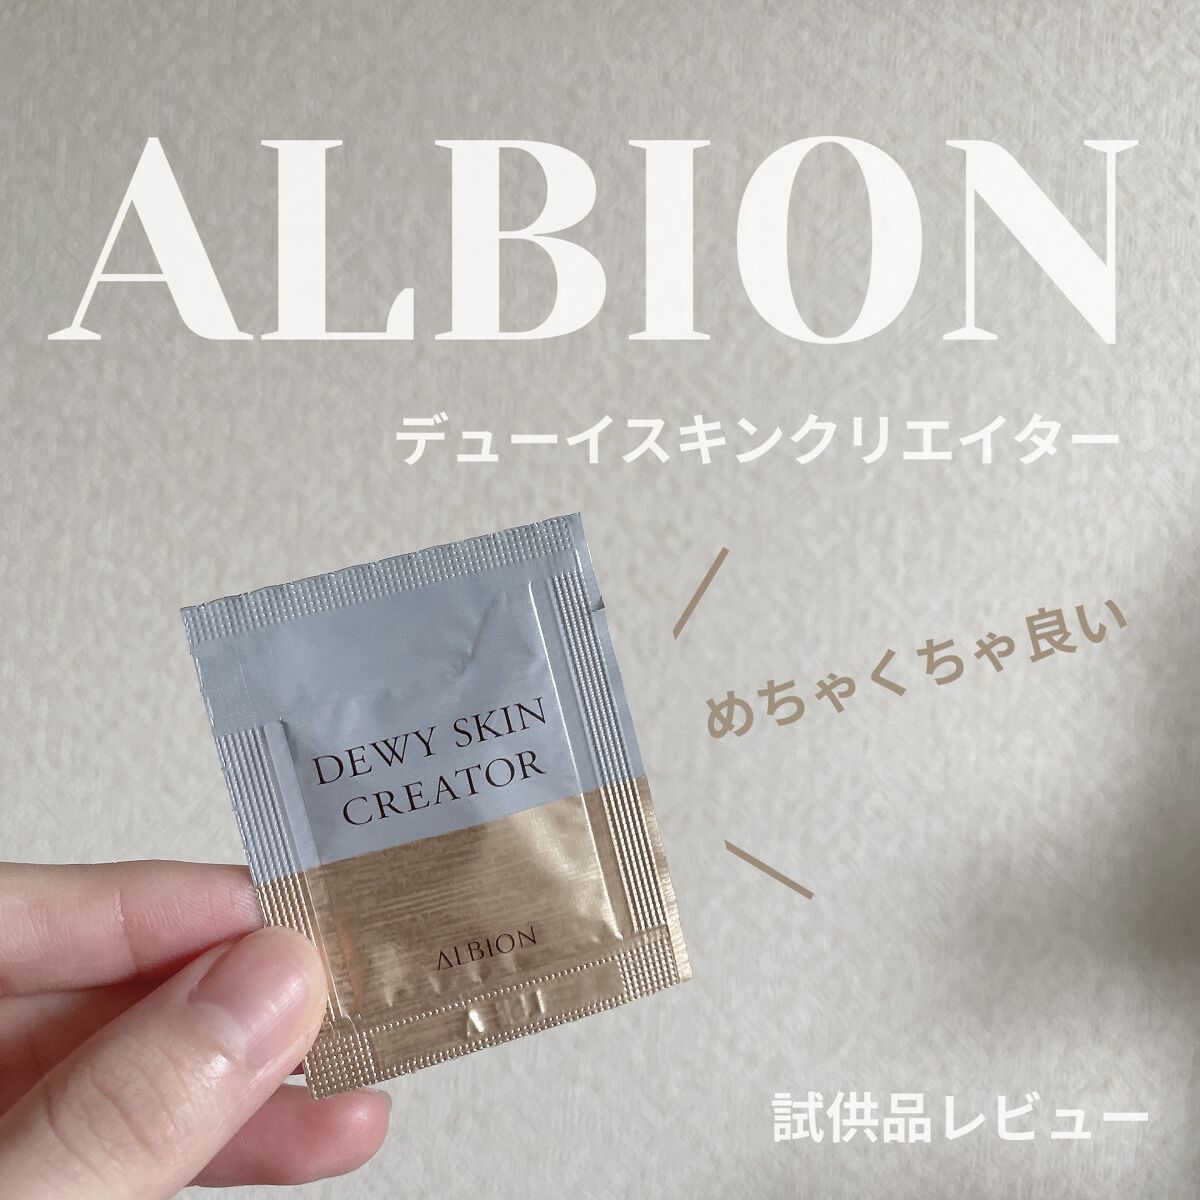 ALBION
デューイスキンクリエイター
めちゃくちゃ良い
DEWY SKIN
CREATOR
ALBION
試供品レビュー